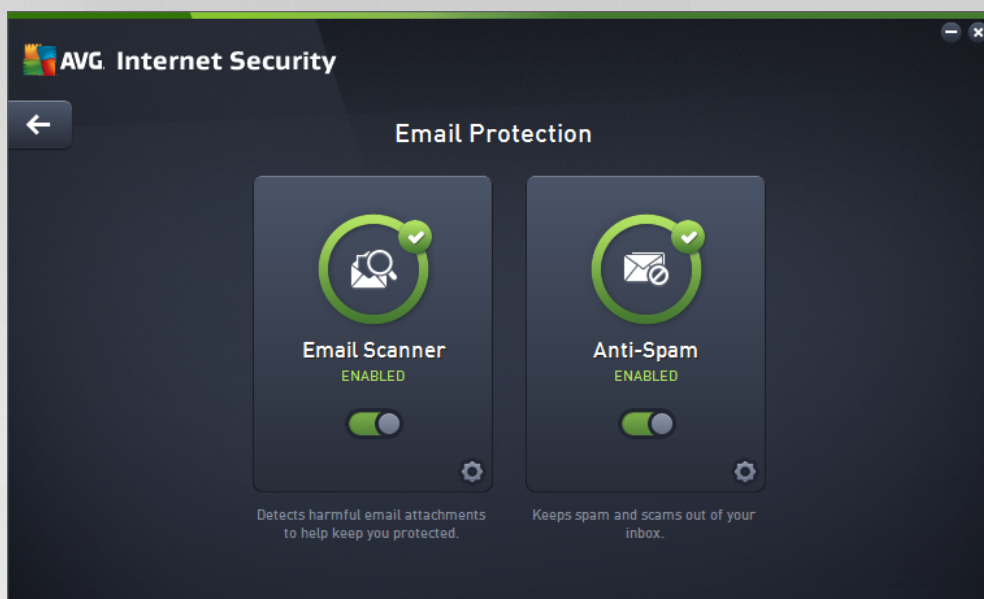 AVG. Internet Security
Email Protection
Email Scanner
ENABLED
Detects harmful email attachments
to help keep you protected.
Anti-Spam
ENABLED
Keeps spam and scams out of your
inbox.